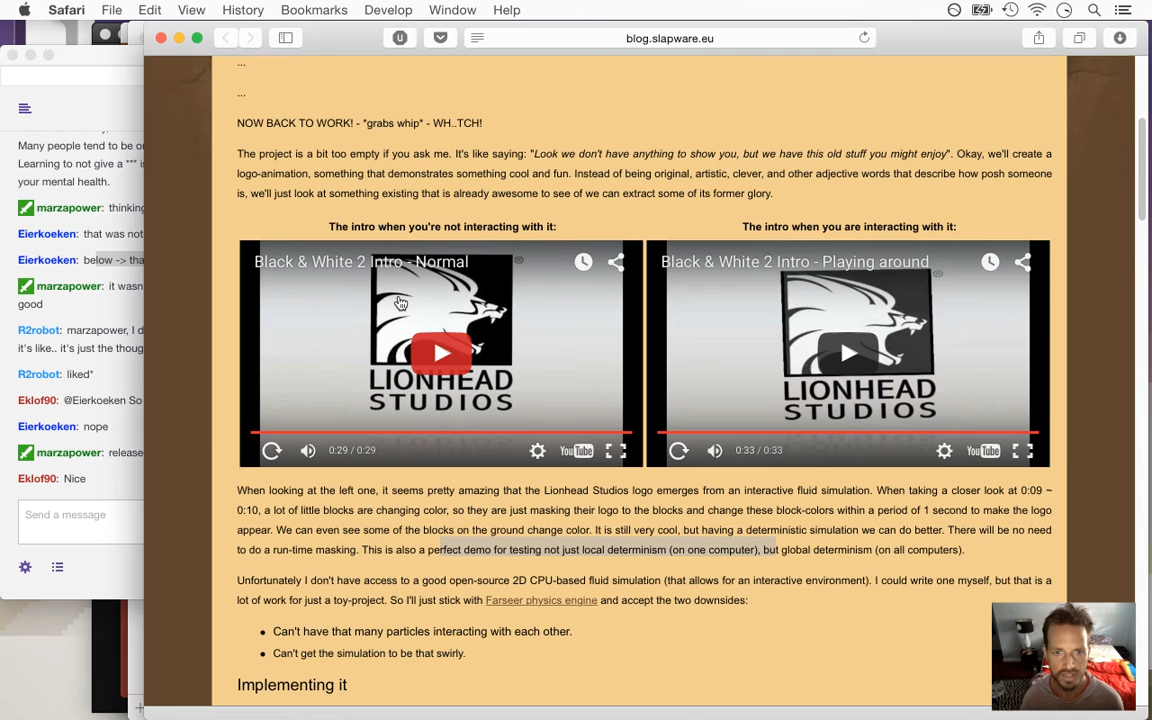 Safari File Edit View History Bookmarks Develop Window Help
blog.slapware.eu
...
...
NOW BACK TO WORK! - *grabs whip* - WH..TCH!
The project is a bit too empty if you ask me. It's like saying: "Look we don't have anything to show you, but we have this old stuff you might enjoy". Okay, we'll create a
logo-animation, something that demonstrates something cool and fun. Instead of being original, artistic, clever, and other adjective words that describe how posh someone
is, we'll just look at something existing that is already awesome to see of we can extract some of its former glory.
The intro when you're not interacting with it: The intro when you are interacting with it:
Black & White 2 Intro - Normal
LIONHEAD
STUDIOS
0:29 / 0:29 YouTube
Black & White 2 Intro - Playing around
LIONHEAD
STUDIOS
0:33 / 0:33 YouTube
When looking at the left one, it seems pretty amazing that the Lionhead Studios logo emerges from an interactive fluid simulation. When taking a closer look at 0:09 ~
0:10, a lot of little blocks are changing color, so they are just masking their logo to the blocks and change these block-colors within a period of 1 second to make the logo
appear. We can even see some of the blocks on the ground change color. It is still very cool, but having a deterministic simulation we can do better. There will be no need
to do a run-time masking. This is also a perfect demo for testing not just local determinism (on one computer), but global determinism (on all computers).
Unfortunately I don't have access to a good open-source 2D CPU-based fluid simulation (that allows for an interactive environment). I could write one myself, but that is a
lot of work for just a toy-project. So I'll just stick with Farseer physics engine and accept the two downsides:
• Can't have that many particles interacting with each other.
• Can't get the simulation to be that swirly.
Implementing it
Many people tend to be
Learning to not give a ***
your mental health.
marzapower: thinking
Eierkoeken: that was not
Eierkoeken: below -> tha
marzapower: it wasn
good
R2robot: marzapower, I d
it's like.. it's just the thoug
R2robot: liked*
Eklof90: @Eierkoeken So
Eierkoeken: nope
marzapower: release
Eklof90: Nice
Send a message